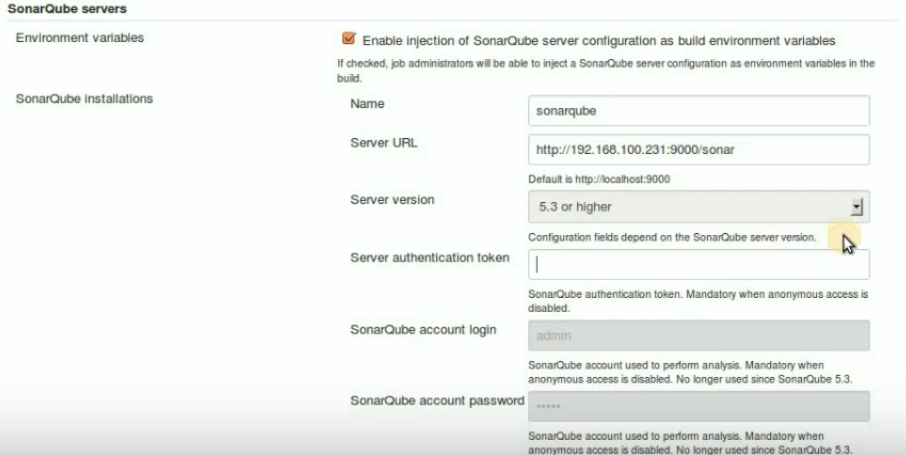 SonarQube servers
Environment variables
Enable injection of SonarQube server configuration as build environment variables
If checked, job administrators will be able to inject a SonarQube server configuration as environment variables in the
build.
SonarQube installations
Name
sonarqube
Server URL
http://192.168.100.231:9000/sonar
Default is http://localhost:9000
Server version
5.3 or higher
Configuration fields depend on the SonarQube server version.
Server authentication token
SonarQube authentication token. Mandatory when anonymous access is
disabled.
SonarQube account login
admin
SonarQube account used to perform analysis. Mandatory when
anonymous access is disabled. No longer used since SonarQube 5.3.
SonarQube account password
•••••
SonarQube account used to perform analysis. Mandatory when
anonymous access is disabled. No longer used since SonarQube 5.3.